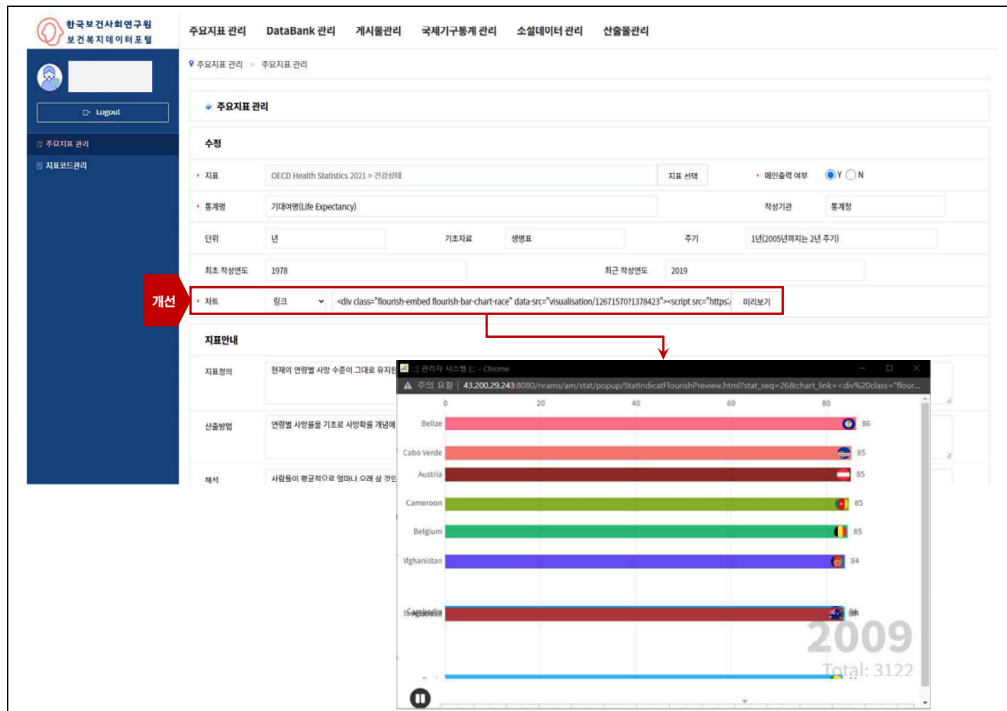 한국보건사회연구원
보건복지데이터포털
주요지표 관리 DataBank 관리 게시물관리 국제기구통계 관리 소셜데이터 관리 산출물관리
주요지표 관리 > 주요지표 관리
Logout
주요지표 관리
지표코드관리
주요지표 관리
수정
* 지표 OECD Health Statistics 2021 > 건강상태 지표 선택 * 메인출력 여부 Y N
* 통계명 기대여명(Life Expectancy) 작성기관 통계청
단위 년 기초자료 생명표 주기 1년(2005년까지는 2년 주기)
최초 작성연도 1978 최근 작성연도 2019
개선
* 차트 링크 <div class="flourish-embed flourish-bar-chart-race" data-src="visualisation/12671570?1378423"><script src="https:/ 미리보기
지표안내
지표정의 현재의 연령별 사망 수준이 그대로 유지된
산출방법 연령별 사망률을 기초로 사망확률 개념에
해석 사람들이 평균적으로 얼마나 오래 살 것인
::[ 관리자 시스템 ]:: - Chrome
주의 요함 | 43.200.29.243:8080/nrams/am/stat/popup/StatIndicatFlourishPreview.html?stat_seq=26&chart_link=<div%20class="flour...
0 20 40 60 80
Belize 86
Cabo Verde 85
Austria 85
Cameroon 85
Belgium 85
Afghanistan 84
2009
Total: 3122